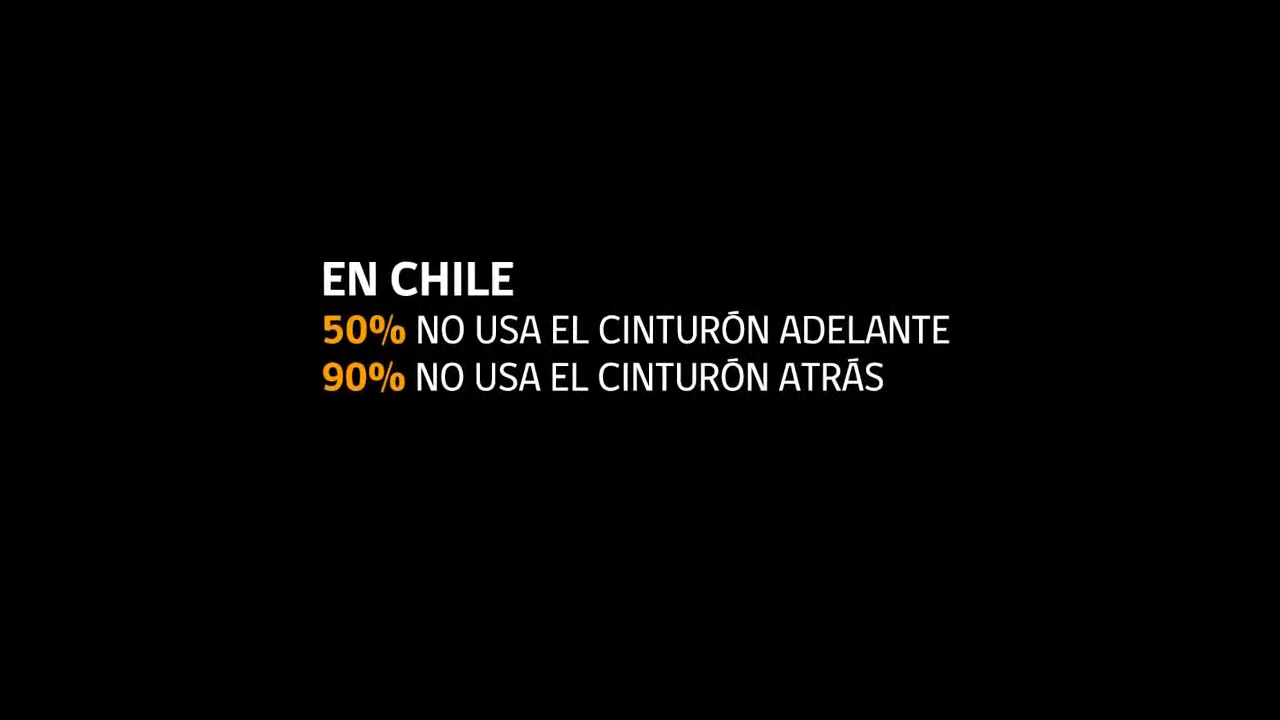 EN CHILE
50% NO USA EL CINTURÓN ADELANTE
90% NO USA EL CINTURÓN ATRÁS